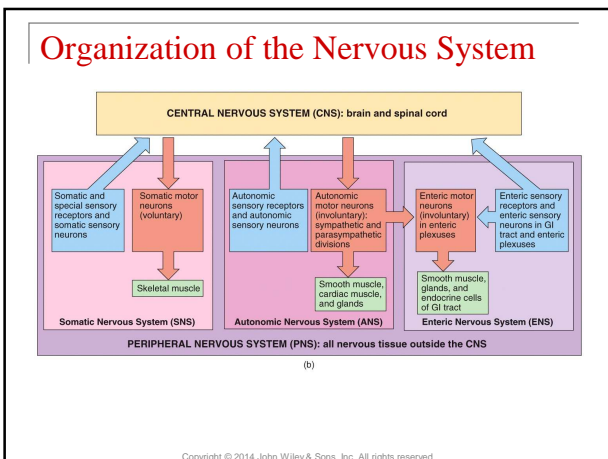 Organization of the Nervous System
CENTRAL NERVOUS SYSTEM (CNS): brain and spinal cord
Somatic and
special sensory
receptors and
somatic sensory
neurons
Somatic motor
neurons
(voluntary)
Skeletal muscle
Somatic Nervous System (SNS)
Autonomic
sensory receptors
and autonomic
sensory neurons
Autonomic
motor neurons
(involuntary):
sympathetic and
parasympathetic
divisions
Smooth muscle,
cardiac muscle,
and glands
Autonomic Nervous System (ANS)
Enteric motor
neurons
(involuntary)
in enteric
plexuses
Enteric sensory
receptors and
enteric sensory
neurons in GI
tract and enteric
plexuses
Smooth muscle,
glands, and
endocrine cells
of GI tract
Enteric Nervous System (ENS)
PERIPHERAL NERVOUS SYSTEM (PNS): all nervous tissue outside the CNS
(b)
Copyright © 2014 John Wiley & Sons, Inc. All rights reserved